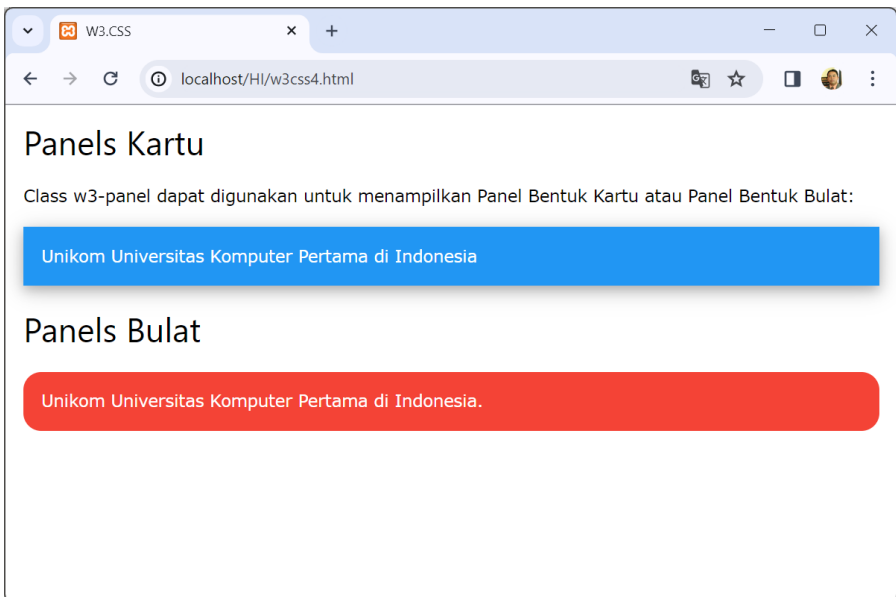 W3.CSS
localhost/HI/w3css4.html
Panels Kartu
Class w3-panel dapat digunakan untuk menampilkan Panel Bentuk Kartu atau Panel Bentuk Bulat:
Unikom Universitas Komputer Pertama di Indonesia
Panels Bulat
Unikom Universitas Komputer Pertama di Indonesia.